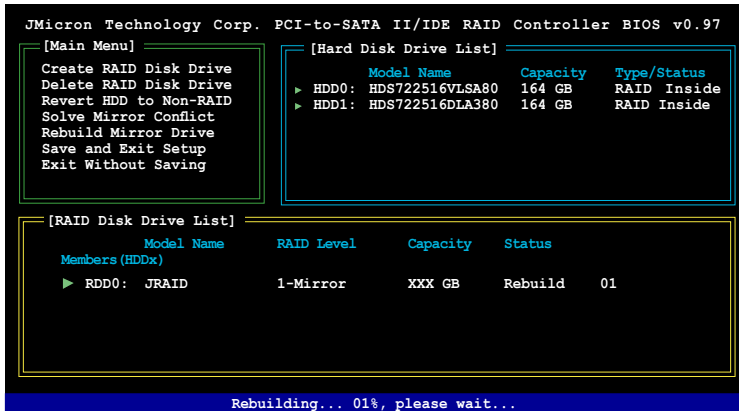 JMicron Technology Corp. PCI-to-SATA II/IDE RAID Controller BIOS v0.97
[Main Menu]
Create RAID Disk Drive
Delete RAID Disk Drive
Revert HDD to Non-RAID
Solve Mirror Conflict
Rebuild Mirror Drive
Save and Exit Setup
Exit Without Saving
[Hard Disk Drive List]
Model Name Capacity Type/Status
HDD0: HDS722516VLSA80 164 GB RAID Inside
HDD1: HDS722516DLA380 164 GB RAID Inside
[RAID Disk Drive List]
Model Name RAID Level Capacity Status
Members(HDDx)
RDD0: JRAID 1-Mirror XXX GB Rebuild 01
Rebuilding... 01%, please wait...